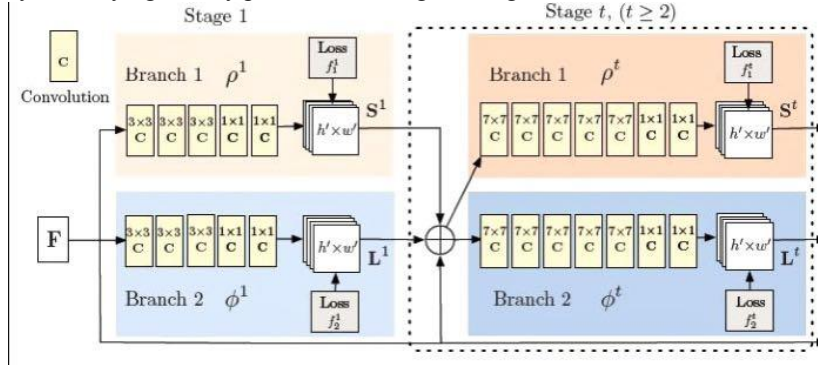 Stage 1
Stage t, (t ≥ 2)
C
Convolution
Branch 1 ρ¹
Loss
f₁¹
3×3 3×3 3×3 1×1 1×1
C C C C C
h′×w′
S¹
Branch 1 ρᵗ
Loss
f₁ᵗ
7×7 7×7 7×7 7×7 7×7 1×1 1×1
C C C C C C C
h′×w′
Sᵗ
F
3×3 3×3 3×3 1×1 1×1
C C C C C
h′×w′
L¹
Branch 2 ϕ¹
Loss
f₂¹
7×7 7×7 7×7 7×7 7×7 1×1 1×1
C C C C C C C
h′×w′
Lᵗ
Branch 2 ϕᵗ
Loss
f₂ᵗ